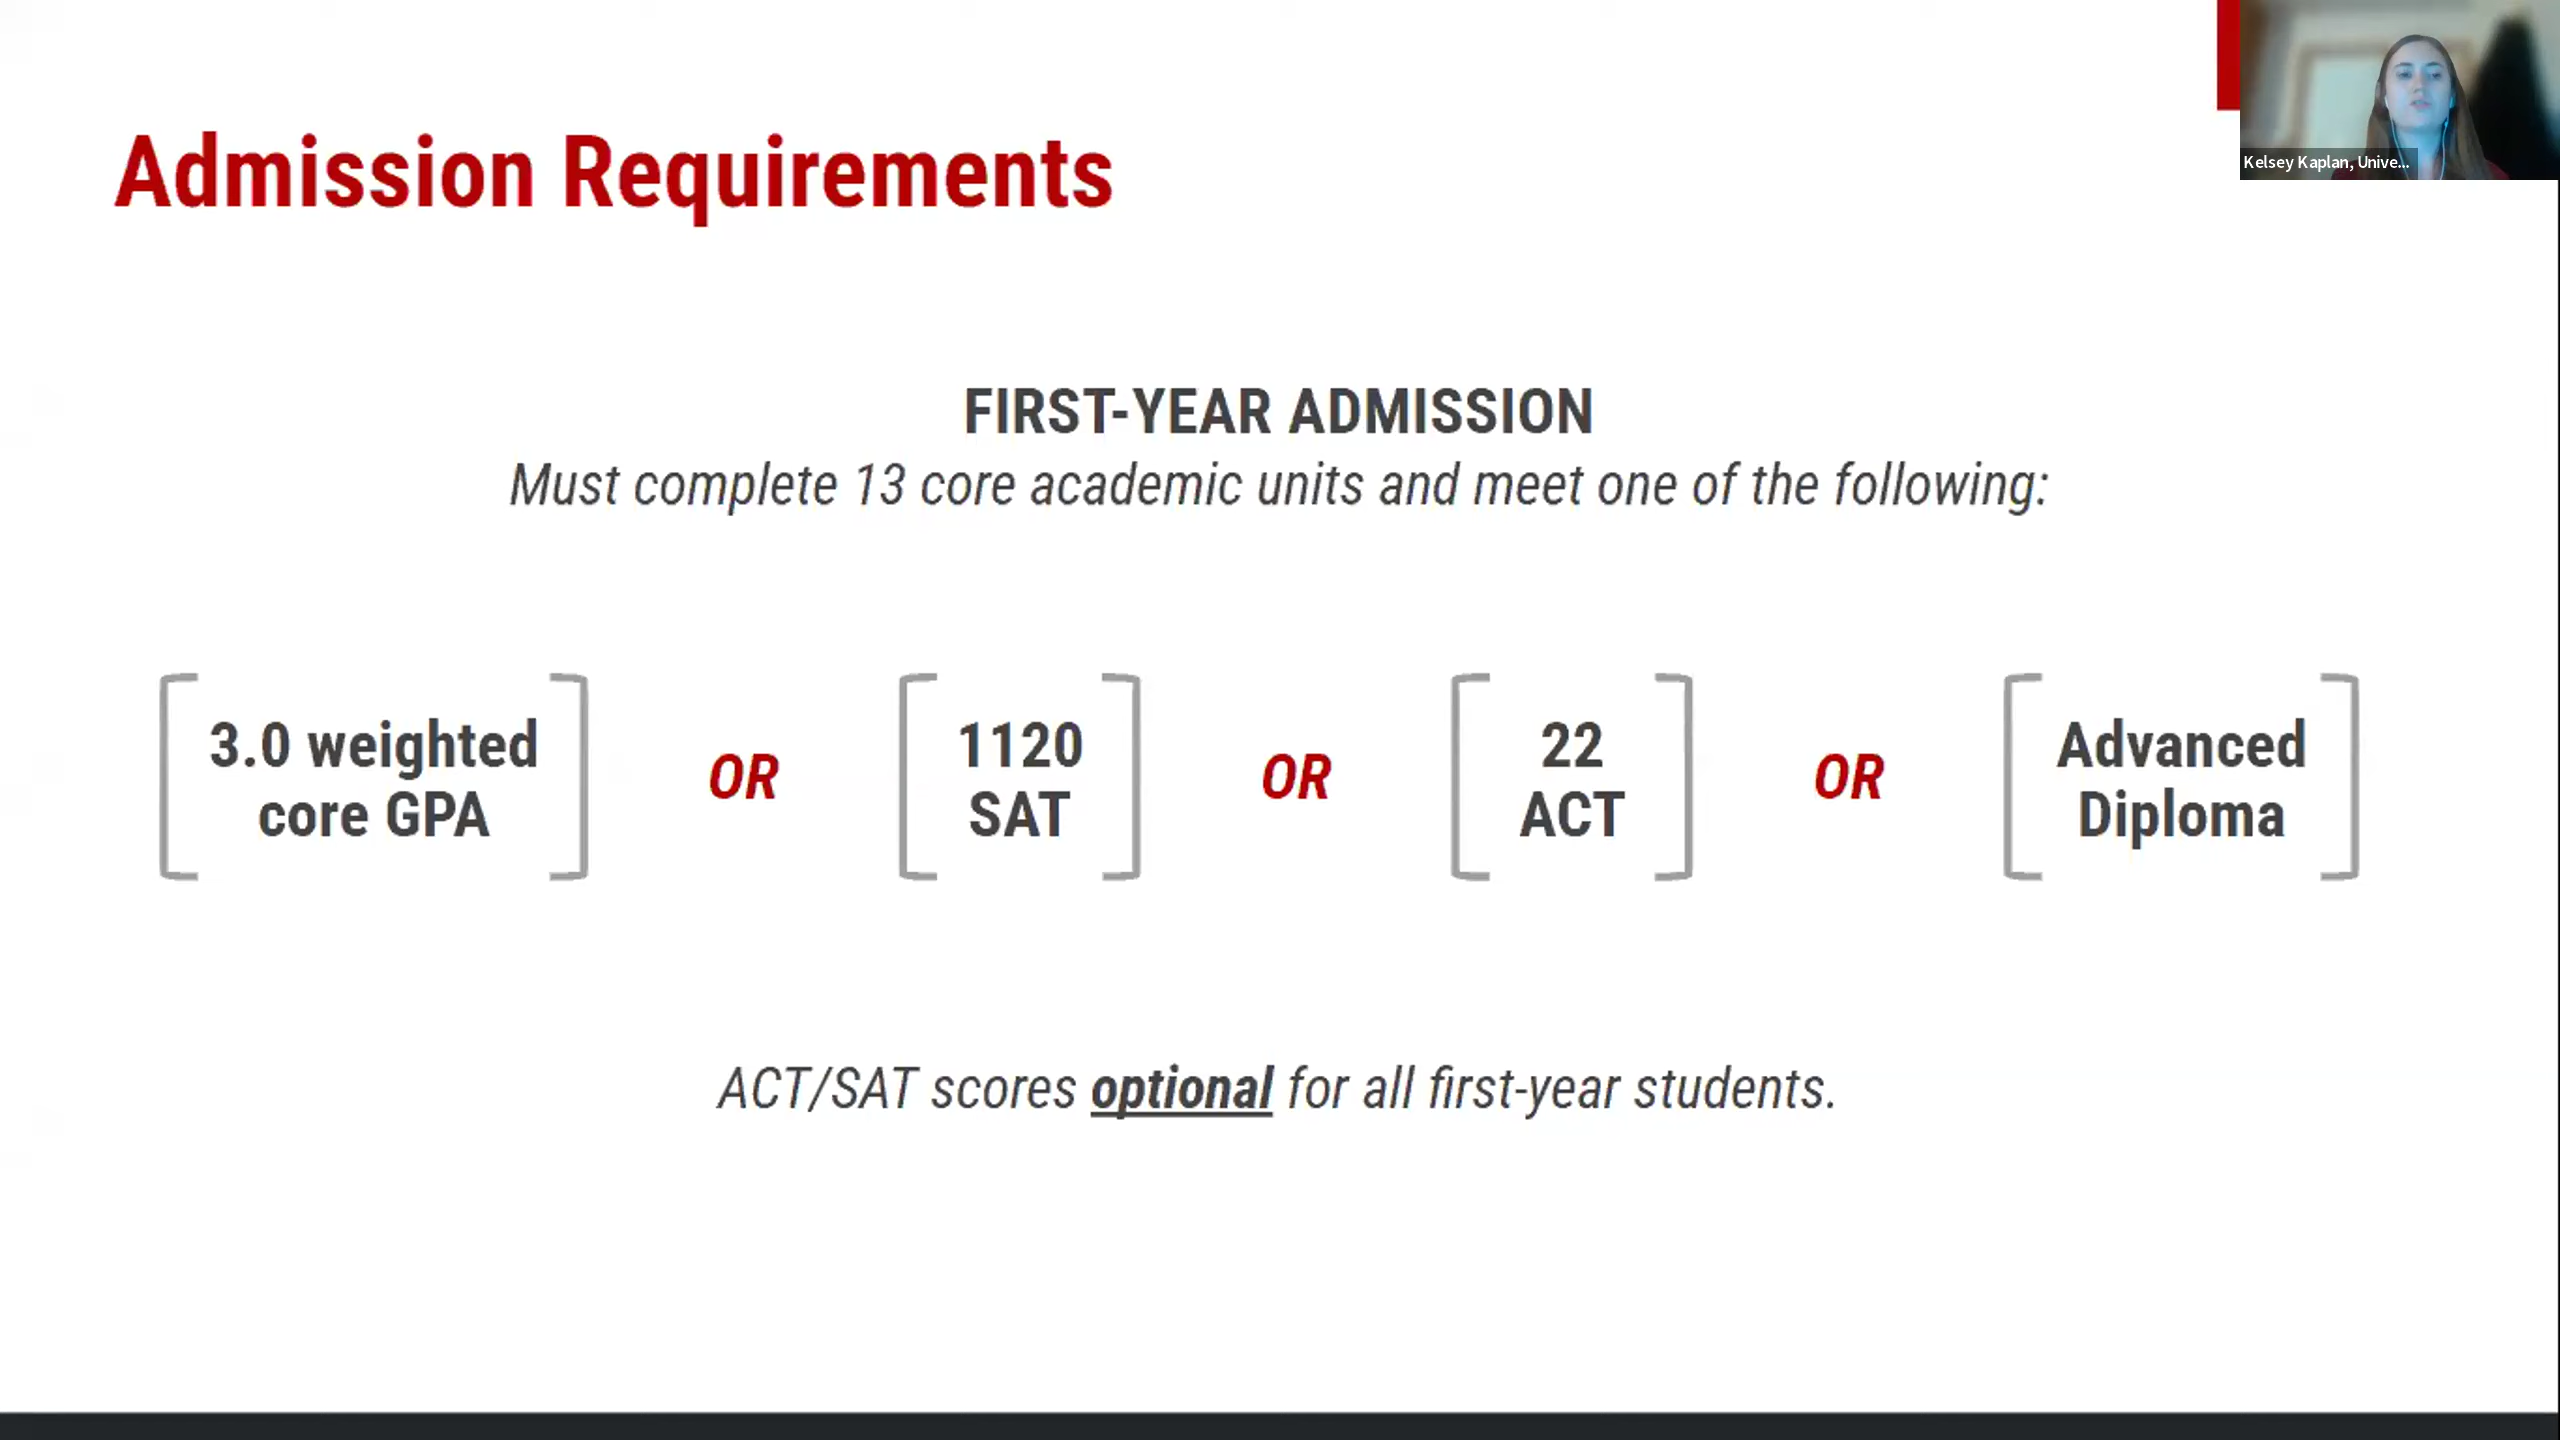 Kelsey Kaplan, Unive...
Admission Requirements
FIRST-YEAR ADMISSION
Must complete 13 core academic units and meet one of the following:
3.0 weighted
core GPA
OR
1120
SAT
OR
22
ACT
OR
Advanced
Diploma
ACT/SAT scores optional for all first-year students.